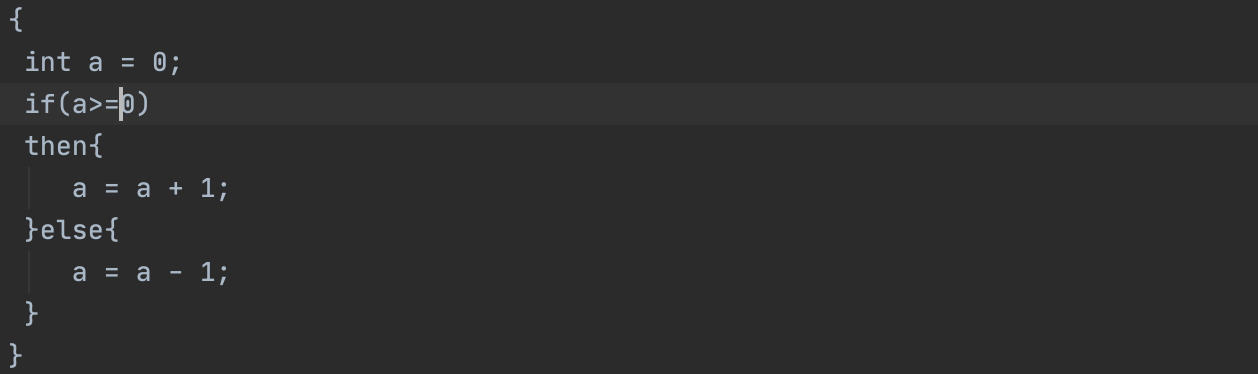 {
int a = 0;
if(a>=0)
then{
a = a + 1;
}else{
a = a - 1;
}
}